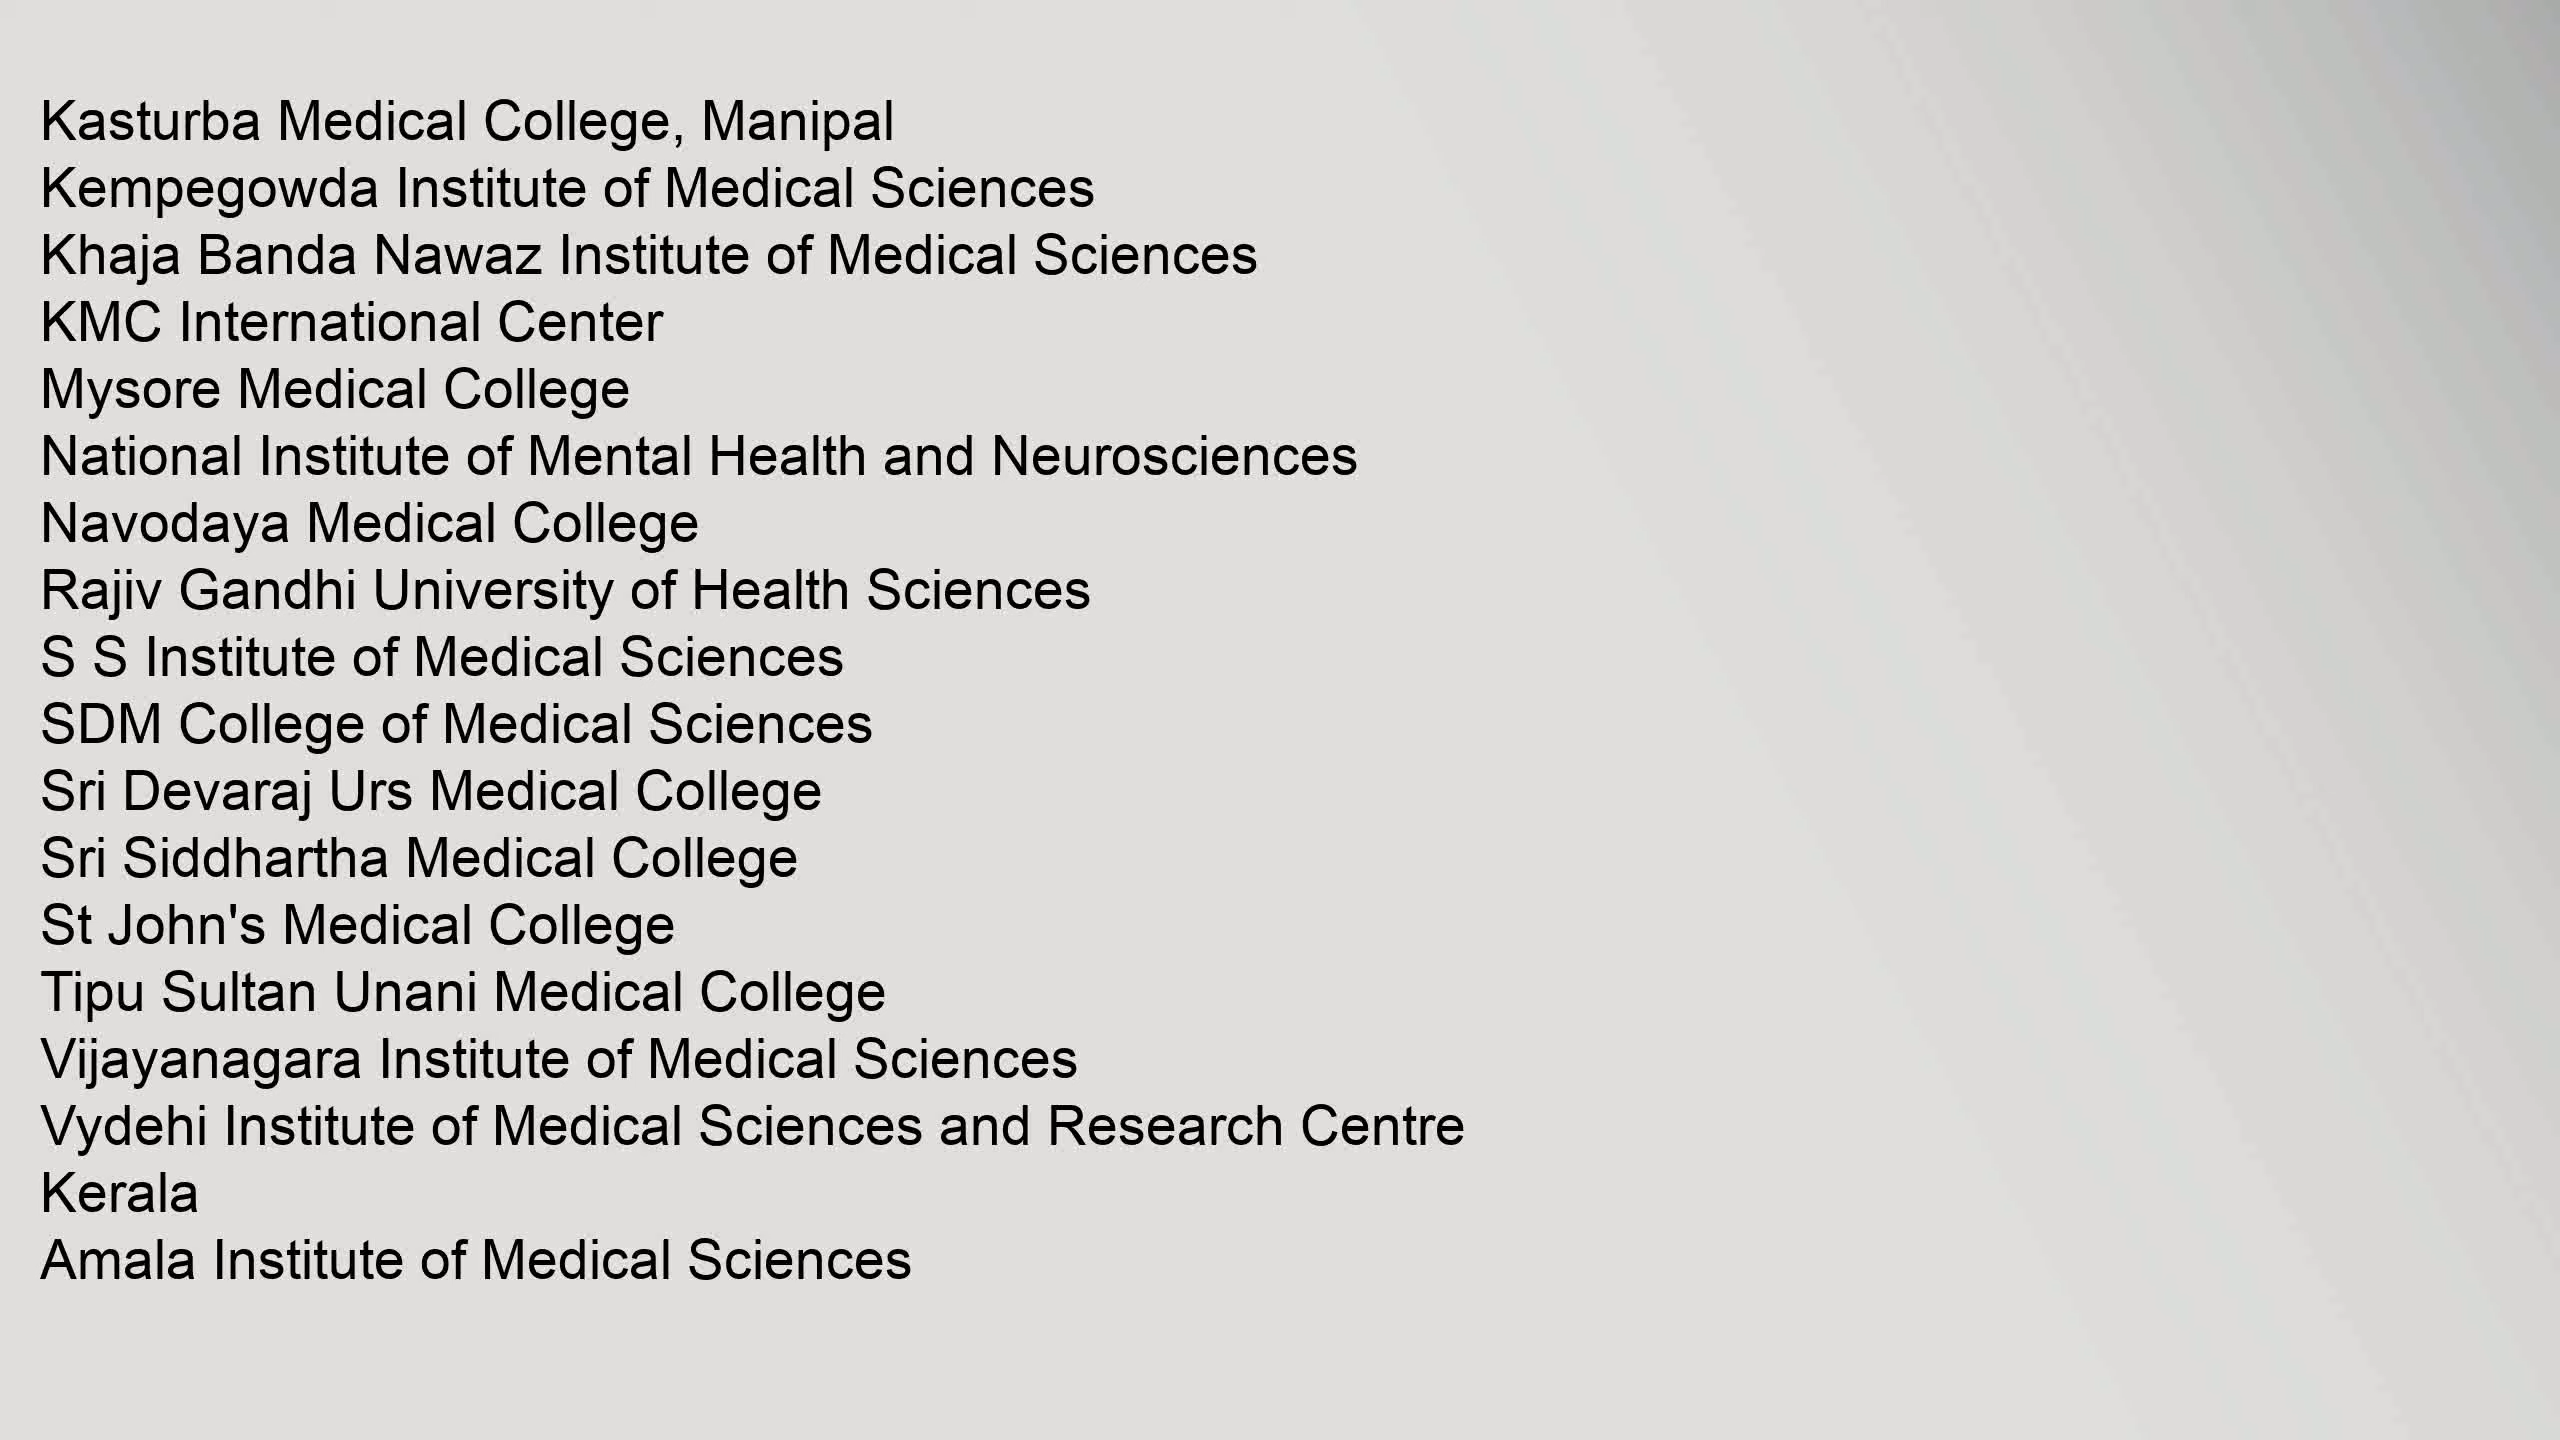 Kasturba Medical College, Manipal
Kempegowda Institute of Medical Sciences
Khaja Banda Nawaz Institute of Medical Sciences
KMC International Center
Mysore Medical College
National Institute of Mental Health and Neurosciences
Navodaya Medical College
Rajiv Gandhi University of Health Sciences
S S Institute of Medical Sciences
SDM College of Medical Sciences
Sri Devaraj Urs Medical College
Sri Siddhartha Medical College
St John's Medical College
Tipu Sultan Unani Medical College
Vijayanagara Institute of Medical Sciences
Vydehi Institute of Medical Sciences and Research Centre
Kerala
Amala Institute of Medical Sciences